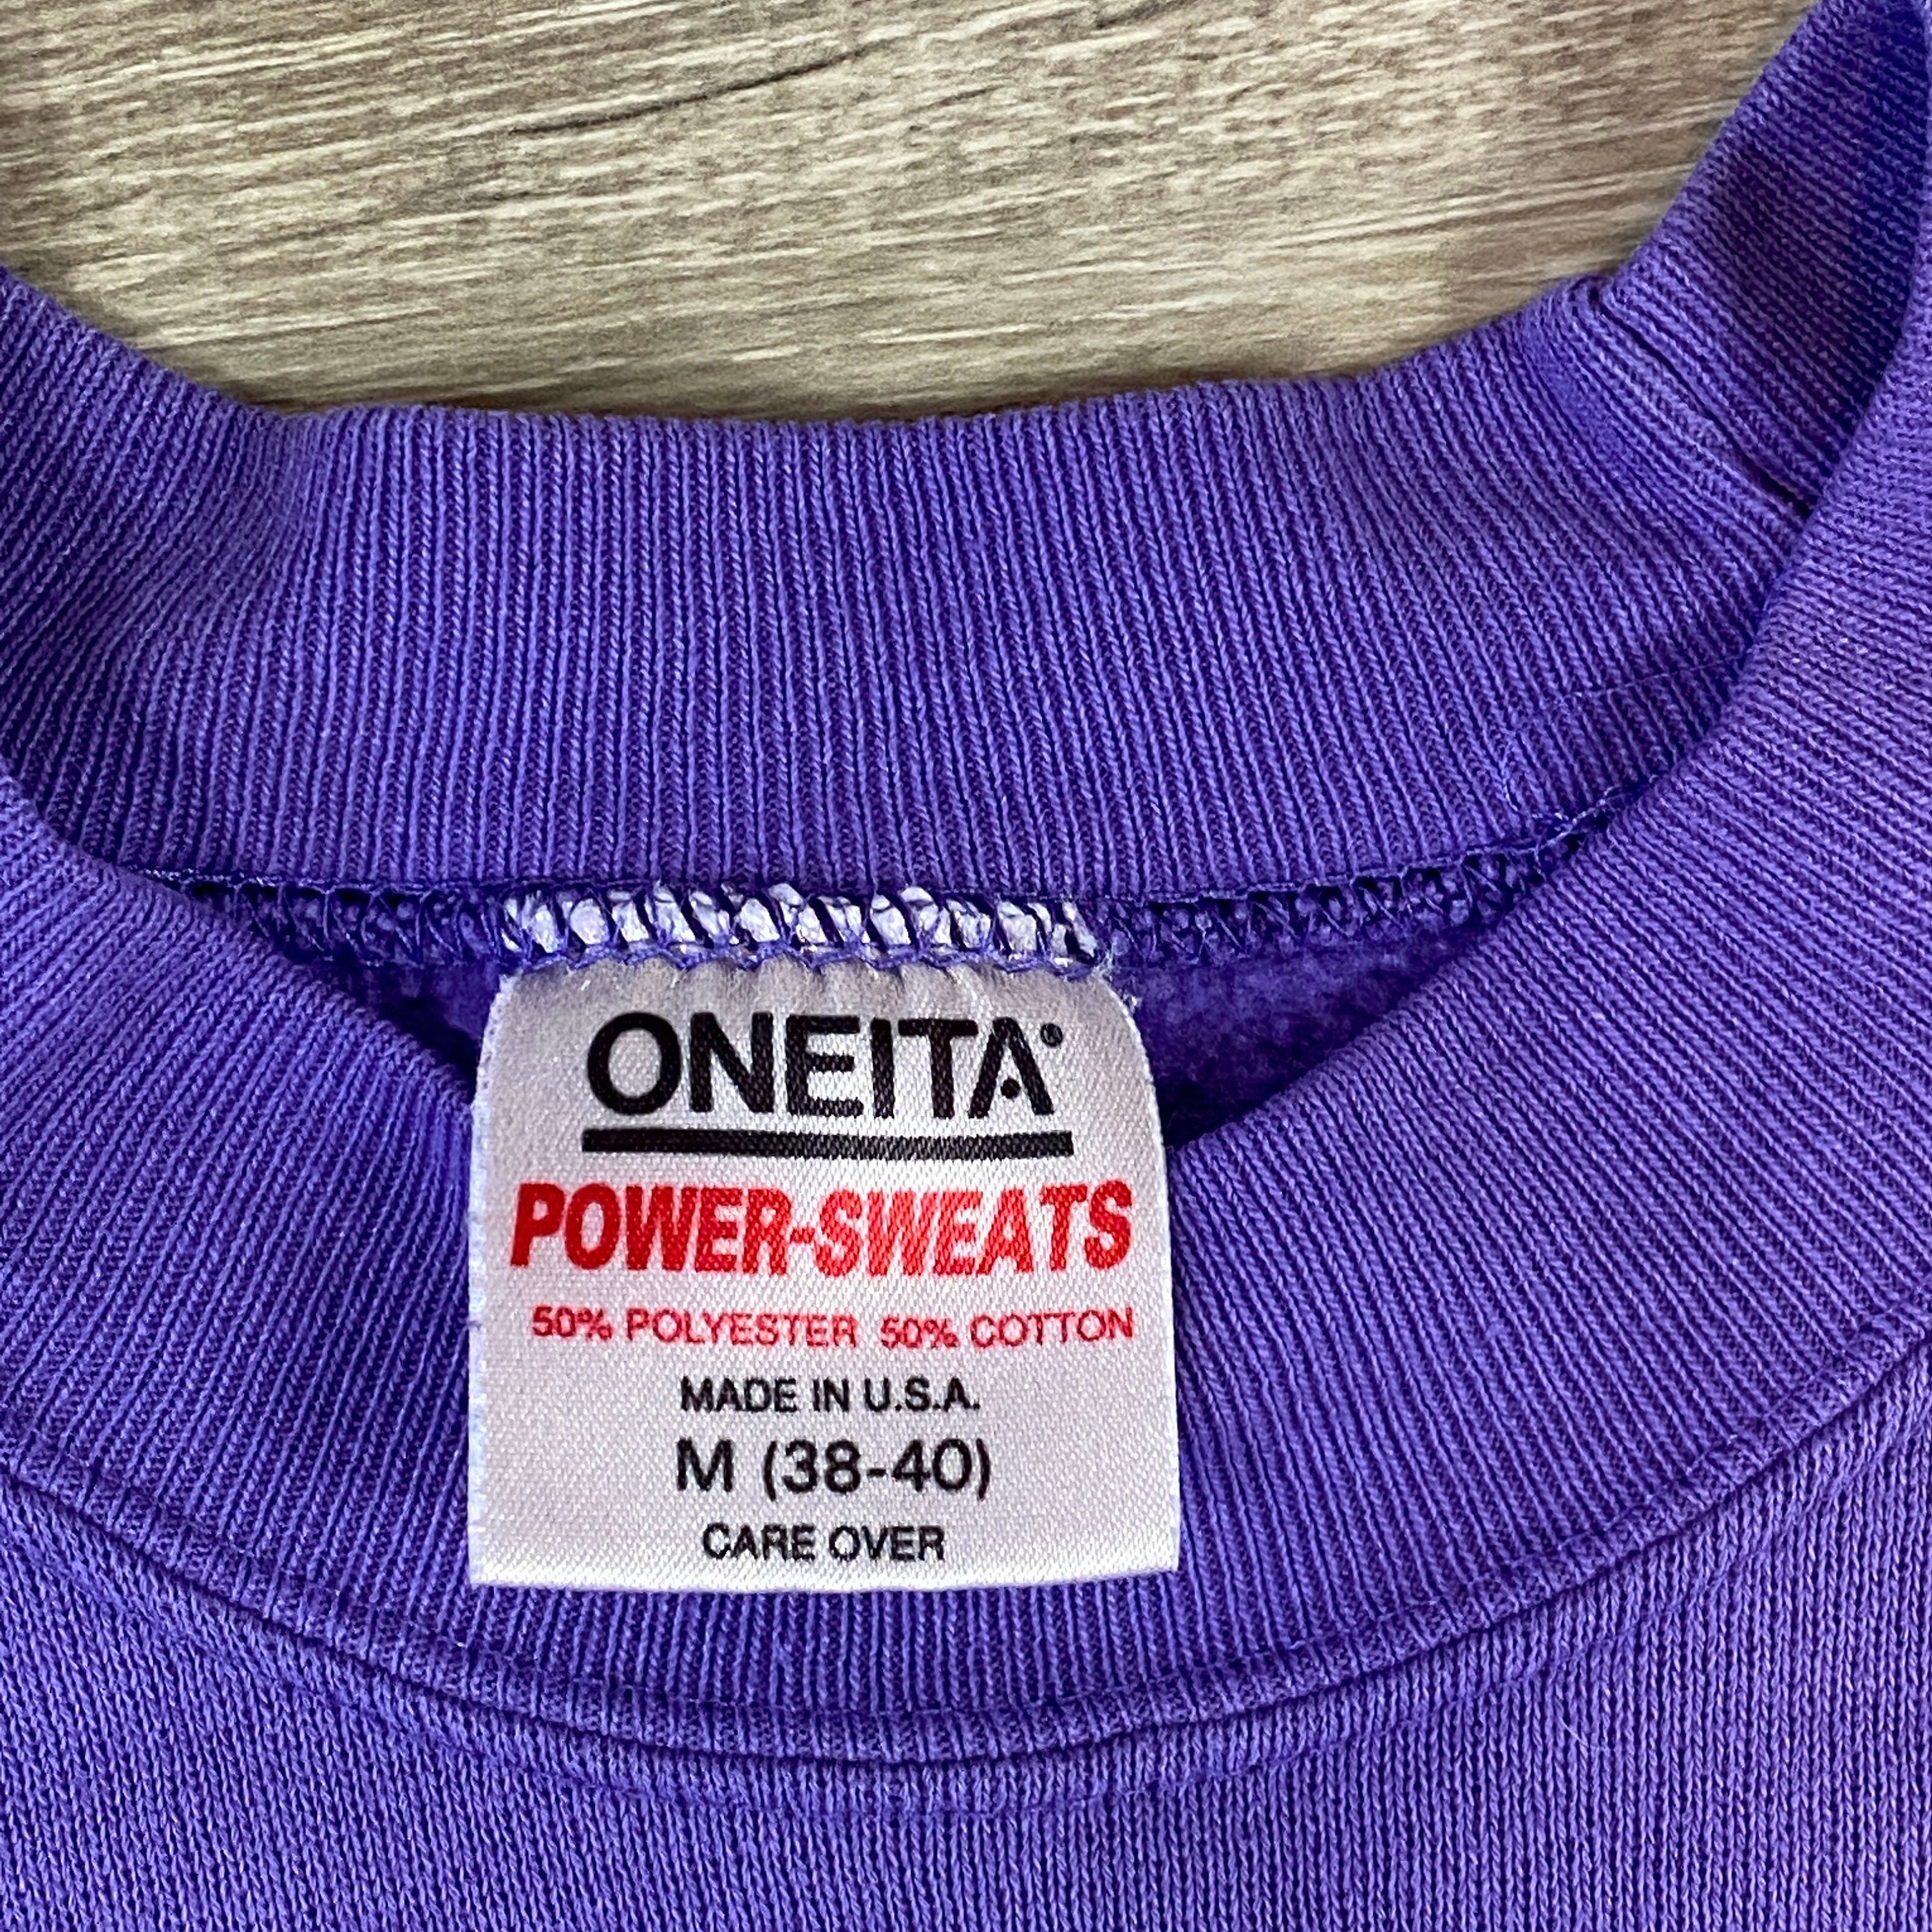 ONEITA®
POWER-SWEATS
50% POLYESTER 50% COTTON
MADE IN U.S.A.
M (38-40)
CARE OVER